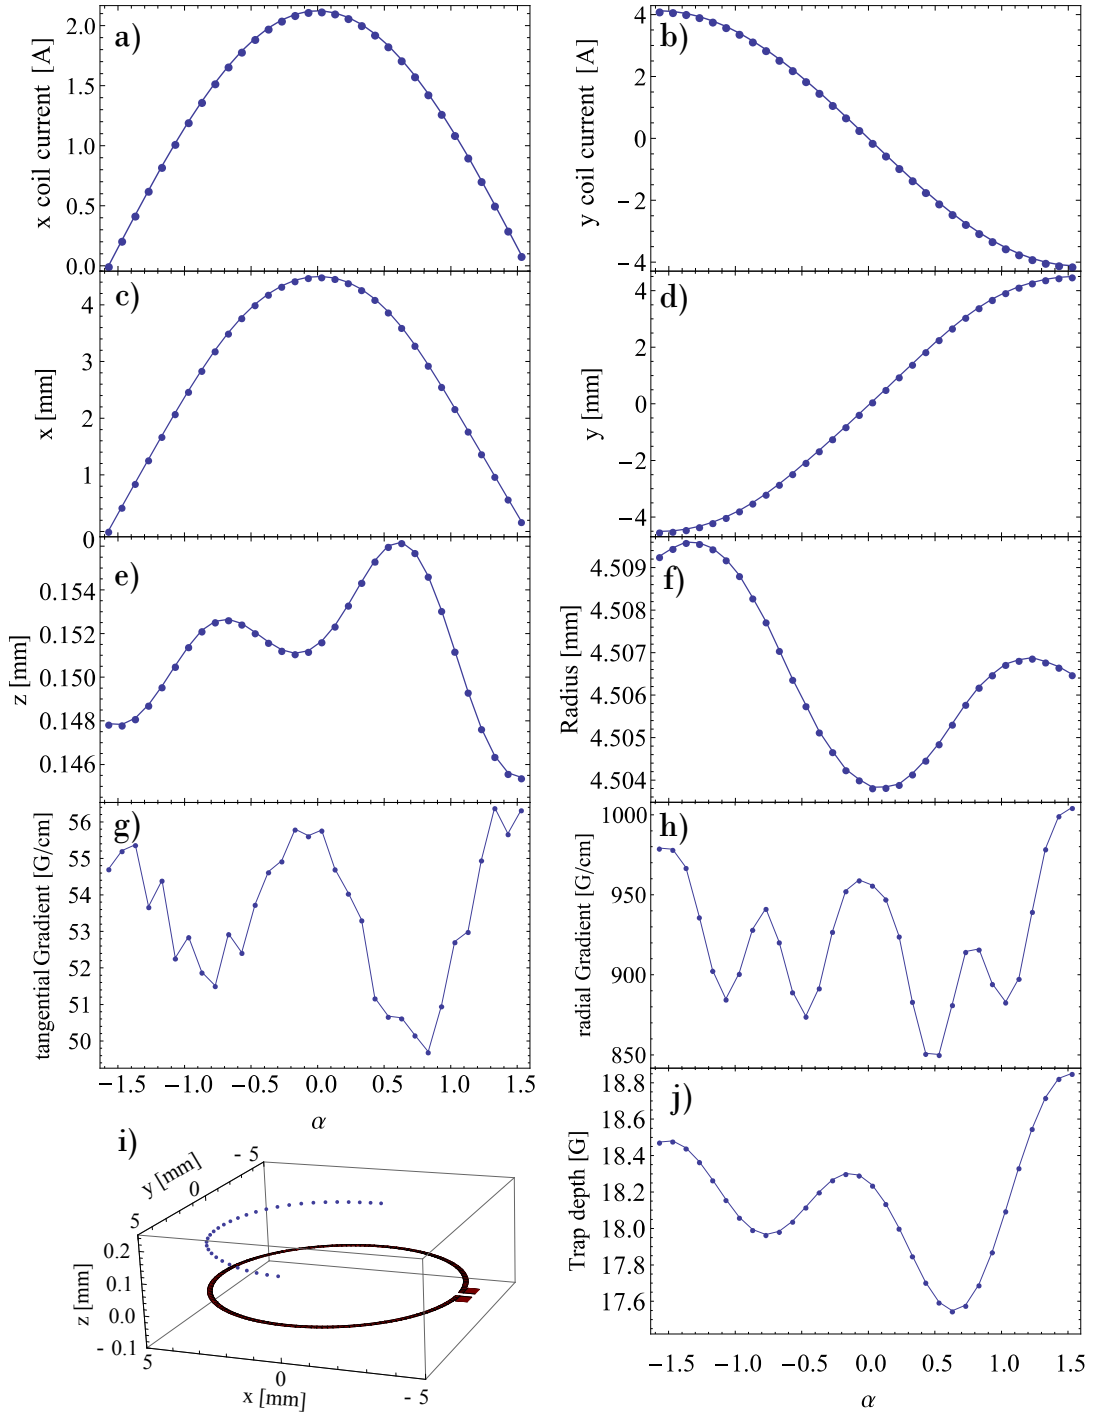 a)
x coil current [A]
2.0
1.5
1.0
0.5
0.0
b)
y coil current [A]
4
2
0
−2
−4
c)
x [mm]
4
3
2
1
0
d)
y [mm]
4
2
0
−2
−4
e)
z [mm]
0
0.154
0.152
0.150
0.148
0.146
f)
Radius [mm]
4.509
4.508
4.507
4.506
4.505
4.504
g)
tangential Gradient [G/cm]
56
55
54
53
52
51
50
−1.5 −1.0 −0.5 0.0 0.5 1.0 1.5
α
h)
radial Gradient [G/cm]
1000
950
900
850
i)
y [mm]
- 5
0
5
z [mm]
0.2
0.1
0.0
- 0.1
5 0 - 5
x [mm]
j)
Trap depth [G]
18.8
18.6
18.4
18.2
18.0
17.8
17.6
−1.5 −1.0 −0.5 0.0 0.5 1.0 1.5
α